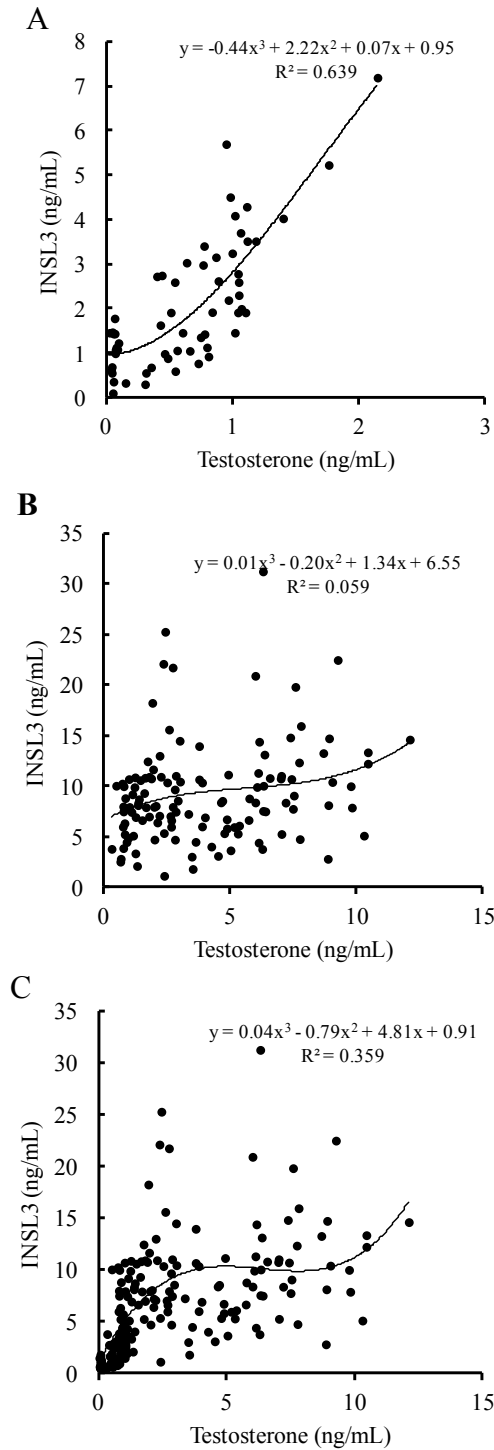 A
y = -0.44x³ + 2.22x² + 0.07x + 0.95
R² = 0.639
8
7
6
5
4
3
2
1
0
INSL3 (ng/mL)
0 1 2 3
Testosterone (ng/mL)
B
y = 0.01x³ - 0.20x² + 1.34x + 6.55
R² = 0.059
35
30
25
20
15
10
5
0
INSL3 (ng/mL)
0 5 10 15
Testosterone (ng/mL)
C
y = 0.04x³ - 0.79x² + 4.81x + 0.91
R² = 0.359
35
30
25
20
15
10
5
0
INSL3 (ng/mL)
0 5 10 15
Testosterone (ng/mL)